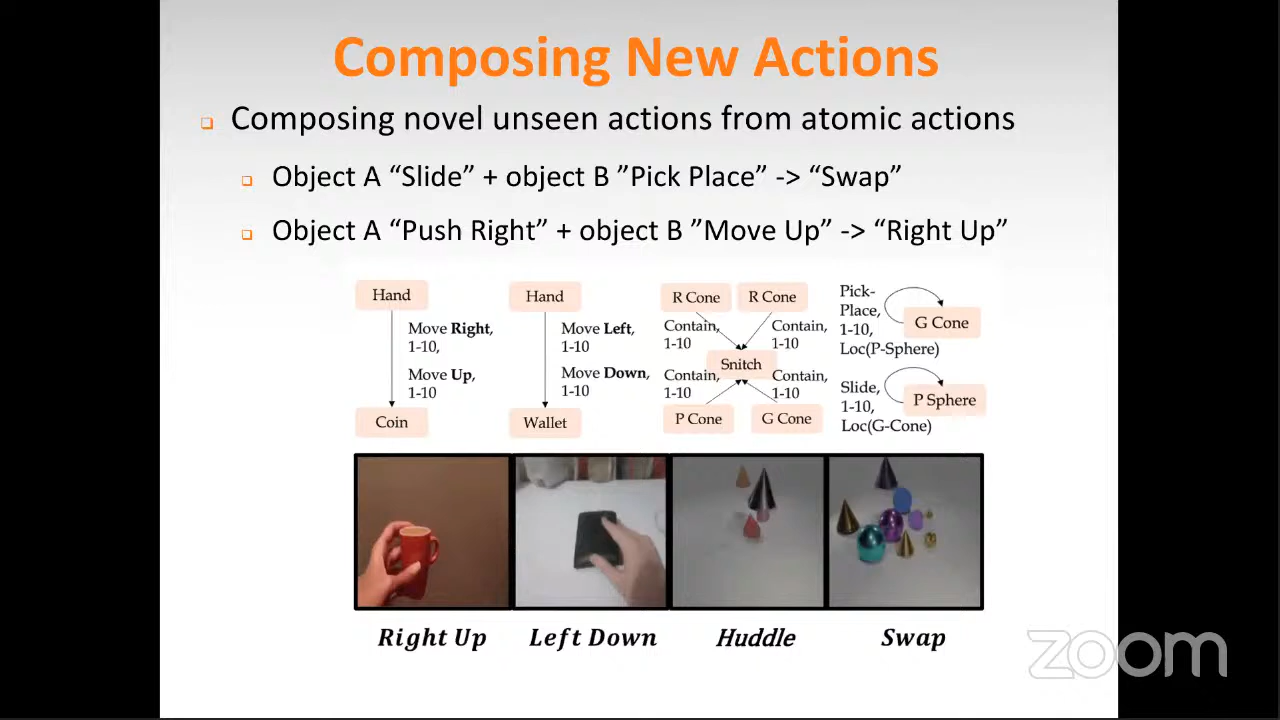 Composing New Actions
Composing novel unseen actions from atomic actions
Object A “Slide” + object B ”Pick Place” -> “Swap”
Object A “Push Right” + object B ”Move Up” -> “Right Up”
Hand
Move Right,
1-10,
Move Up,
1-10
Coin
Hand
Move Left,
1-10
Move Down,
1-10
Wallet
R Cone
R Cone
Contain,
1-10
Contain,
1-10
Snitch
Contain,
1-10
Contain,
1-10
P Cone
G Cone
Pick-
Place,
1-10,
Loc(P-Sphere)
G Cone
Slide,
1-10,
Loc(G-Cone)
P Sphere
Right Up
Left Down
Huddle
Swap
zoom